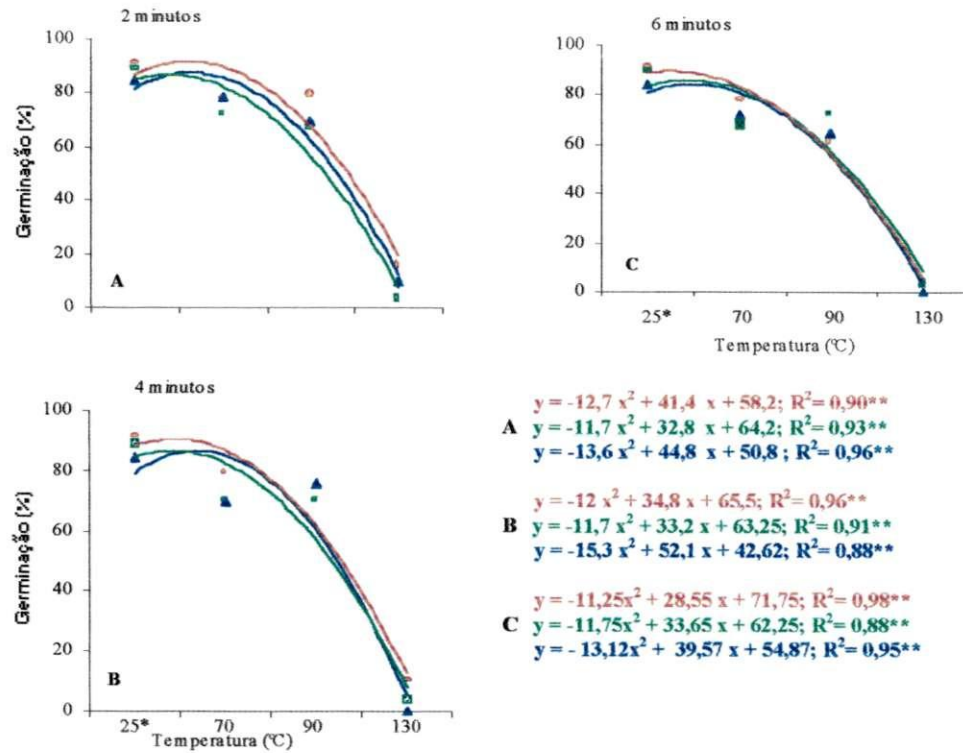 2 minutos
100
80
60
40
20
0
Germinação (%)
A
6 minutos
100
80
60
40
20
0
C
25* 70 90 130
Temperatura (°C)
4 minutos
100
80
60
40
20
0
Germinação (%)
B
25* 70 90 130
Temperatura (°C)
y = -12,7 x² + 41,4 x + 58,2; R²= 0,90**
A y = -11,7 x² + 32,8 x + 64,2; R²= 0,93**
y = -13,6 x² + 44,8 x + 50,8 ; R²= 0,96**
y = -12 x² + 34,8 x + 65,5; R²= 0,96**
B y = -11,7 x² + 33,2 x + 63,25; R²= 0,91**
y = -15,3 x² + 52,1 x + 42,62; R²= 0,88**
y = -11,25x² + 28,55 x + 71,75; R²= 0,98**
C y = -11,75x² + 33,65 x + 62,25; R²= 0,88**
y = - 13,12x² + 39,57 x + 54,87; R²= 0,95**